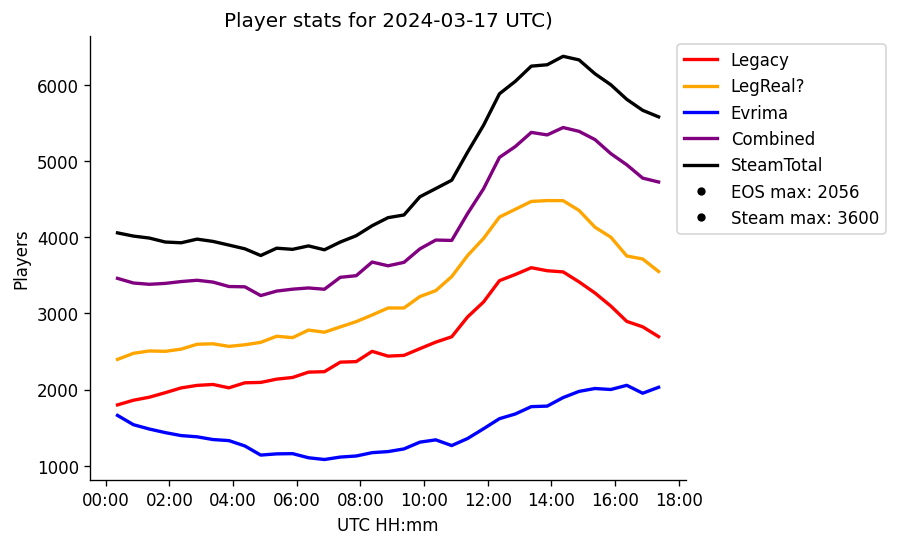 Player stats for 2024-03-17 UTC)
Legacy
LegReal?
Evrima
Combined
SteamTotal
EOS max: 2056
Steam max: 3600
Players
6000
5000
4000
3000
2000
1000
00:00 02:00 04:00 06:00 08:00 10:00 12:00 14:00 16:00 18:00
UTC HH:mm